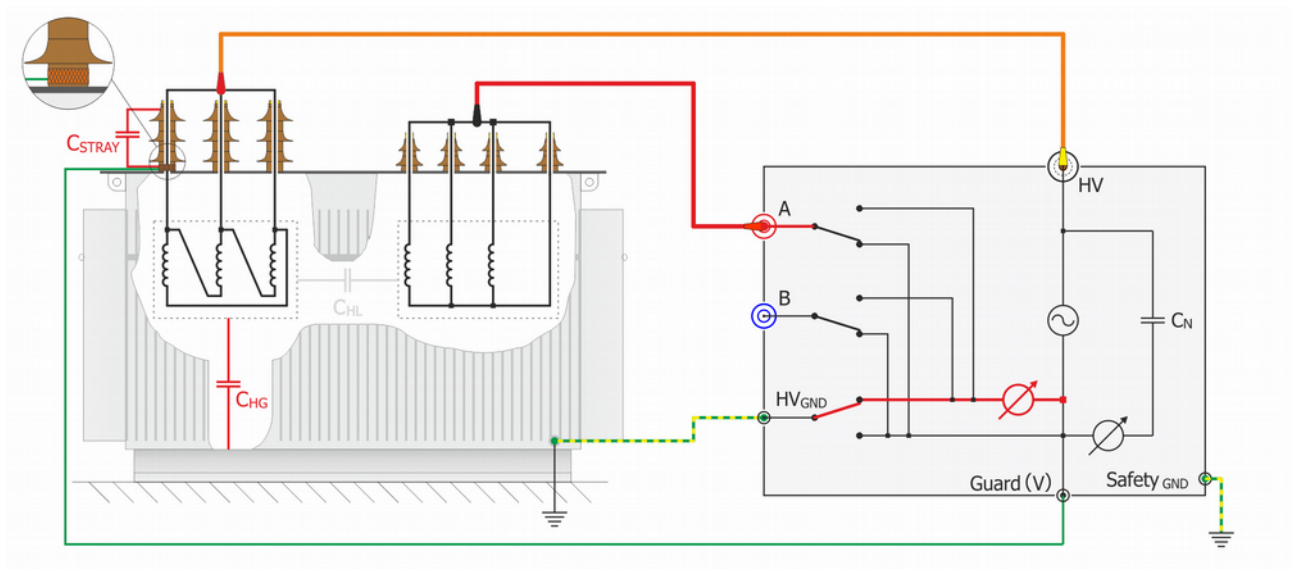 CSTRAY
CHL
CHG
A
B
HVGND
HV
CN
Guard (V)
Safety GND